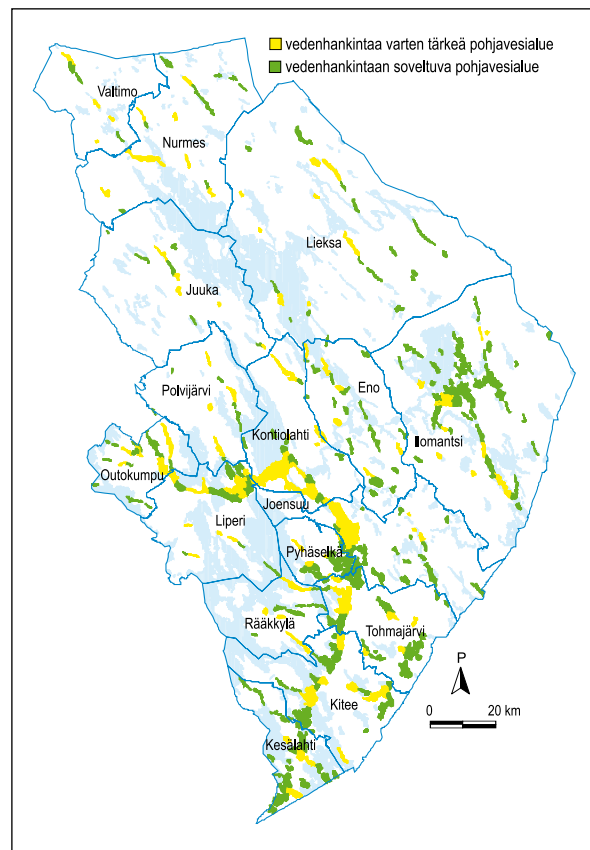 vedenhankintaa varten tärkeä pohjavesialue
vedenhankintaan soveltuva pohjavesialue
Valtimo
Nurmes
Lieksa
Juuka
Eno
Polvijärvi
Kontiolahti
Ilomantsi
Outokumpu
Joensuu
Liperi
Pyhäselkä
Rääkkylä
Tohmajärvi
P
Kitee
0 20 km
Kesälahti